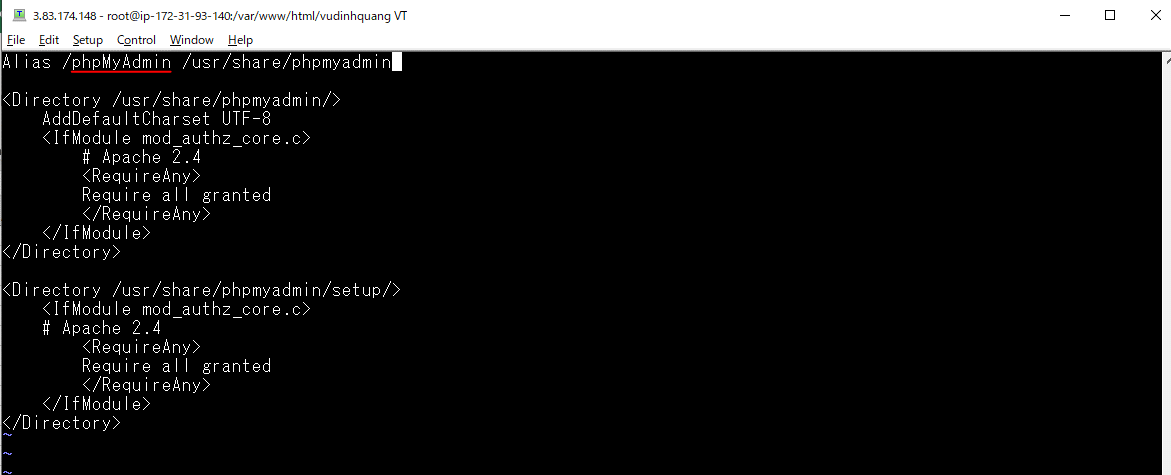 3.83.174.148 - root@ip-172-31-93-140:/var/www/html/vudinhquang VT
File Edit Setup Control Window Help
Alias /phpMyAdmin /usr/share/phpmyadmin
<Directory /usr/share/phpmyadmin/>
    AddDefaultCharset UTF-8
    <IfModule mod_authz_core.c>
        # Apache 2.4
        <RequireAny>
        Require all granted
        </RequireAny>
    </IfModule>
</Directory>
<Directory /usr/share/phpmyadmin/setup/>
    <IfModule mod_authz_core.c>
    # Apache 2.4
        <RequireAny>
        Require all granted
        </RequireAny>
    </IfModule>
</Directory>
~
~
~